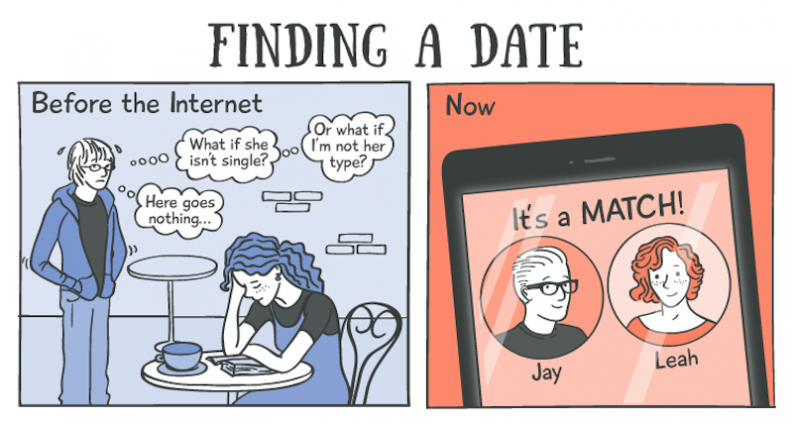 FINDING A DATE
Before the Internet
What if she
isn't single?
Or what if
I'm not her
type?
Here goes
nothing...
Now
It's a MATCH!
Jay
Leah